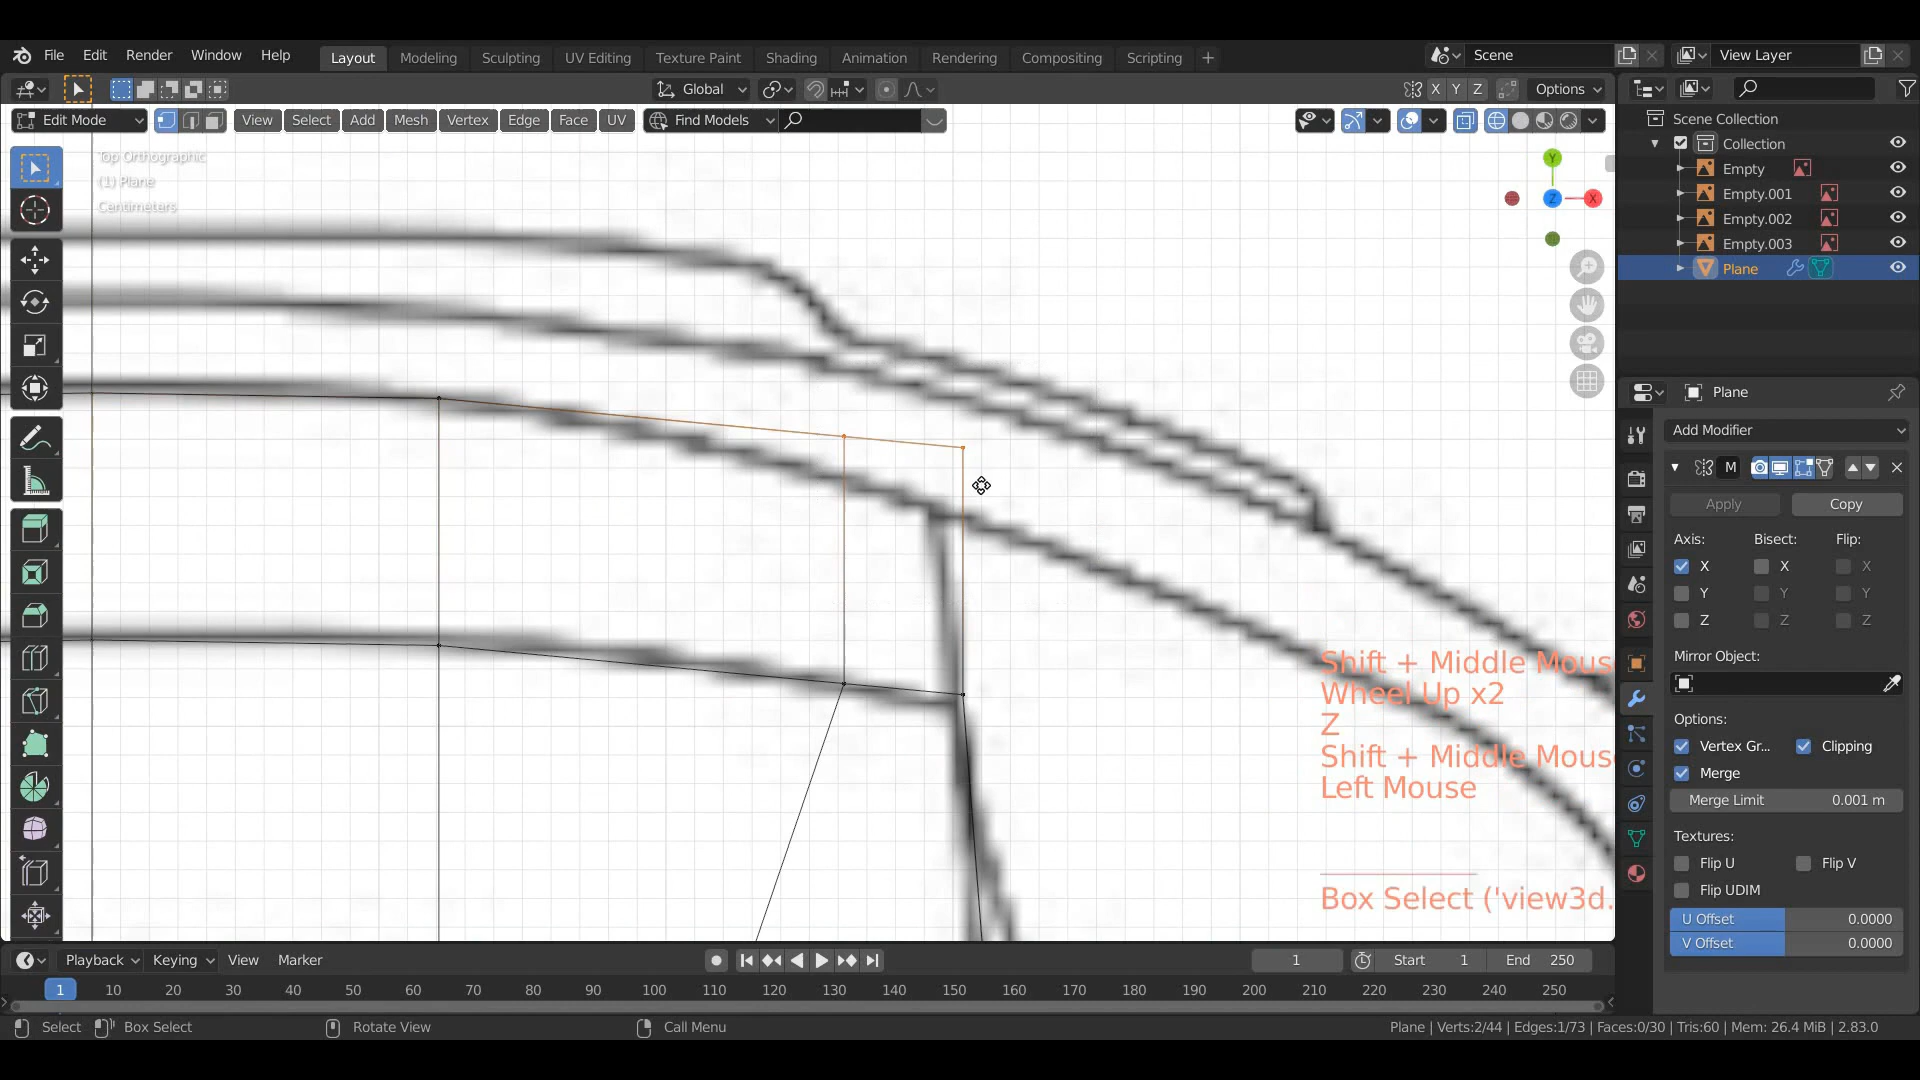 File Edit Render Window Help Layout Modeling Sculpting UV Editing Texture Paint Shading Animation Rendering Compositing Scripting + Scene View Layer
Global X Y Z Options
Edit Mode View Select Add Mesh Vertex Edge Face UV Find Models
Top Orthographic
(1) Plane
Centimeters
Y
Z X
Scene Collection
Collection
Empty
Empty.001
Empty.002
Empty.003
Plane
Plane
Add Modifier
M
Apply Copy
Axis: Bisect: Flip:
X X X
Y Y Y
Z Z Z
Mirror Object:
Options:
Vertex Gr... Clipping
Merge
Merge Limit 0.001 m
Textures:
Flip U Flip V
Flip UDIM
U Offset 0.0000
V Offset 0.0000
Shift + Middle Mous
Wheel Up x2
Z
Shift + Middle Mous
Left Mouse
Box Select ('view3d.
Playback Keying View Marker 1 Start 1 End 250
1 10 20 30 40 50 60 70 80 90 100 110 120 130 140 150 160 170 180 190 200 210 220 230 240 250
Select Box Select Rotate View Call Menu Plane | Verts:2/44 | Edges:1/73 | Faces:0/30 | Tris:60 | Mem: 26.4 MiB | 2.83.0